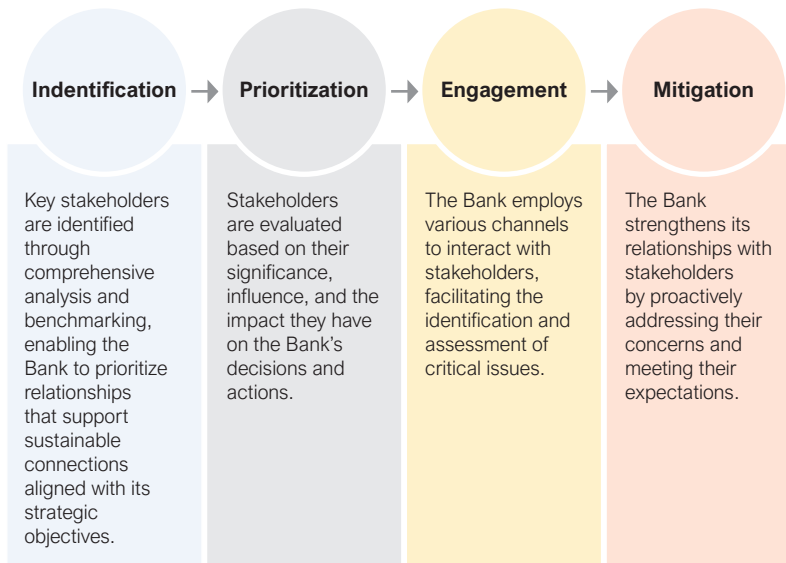 Indentification
Prioritization
Engagement
Mitigation
Key stakeholders
are identified
through
comprehensive
analysis and
benchmarking,
enabling the
Bank to prioritize
relationships
that support
sustainable
connections
aligned with its
strategic
objectives.
Stakeholders
are evaluated
based on their
significance,
influence, and the
impact they have
on the Bank’s
decisions and
actions.
The Bank employs
various channels
to interact with
stakeholders,
facilitating the
identification and
assessment of
critical issues.
The Bank
strengthens its
relationships with
stakeholders
by proactively
addressing their
concerns and
meeting their
expectations.